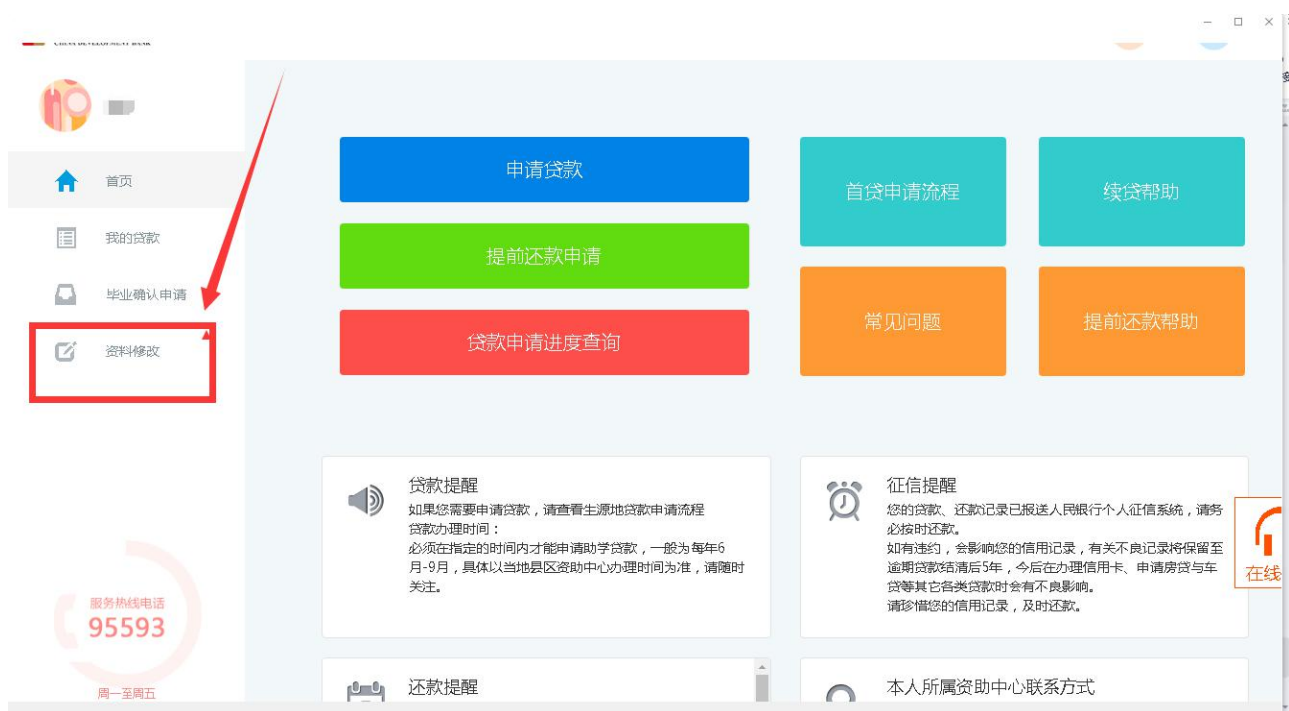 首页
我的贷款
毕业确认申请
资料修改
服务热线电话
95593
周一至周五
申请贷款
提前还款申请
贷款申请进度查询
首贷申请流程
续贷帮助
常见问题
提前还款帮助
贷款提醒
如果您需要申请贷款，请查看生源地贷款申请流程
贷款办理时间：
必须在指定的时间内才能申请助学贷款，一般为每年6
月-9月，具体以当地县区资助中心办理时间为准，请随时
关注。
征信提醒
您的贷款、还款记录已报送人民银行个人征信系统，请务
必按时还款。
如有违约，会影响您的信用记录，有关不良记录将保留至
逾期贷款结清后5年，今后在办理信用卡、申请房贷与车
贷等其它各类贷款时会有不良影响。
请珍惜您的信用记录，及时还款。
在线
还款提醒
本人所属资助中心联系方式